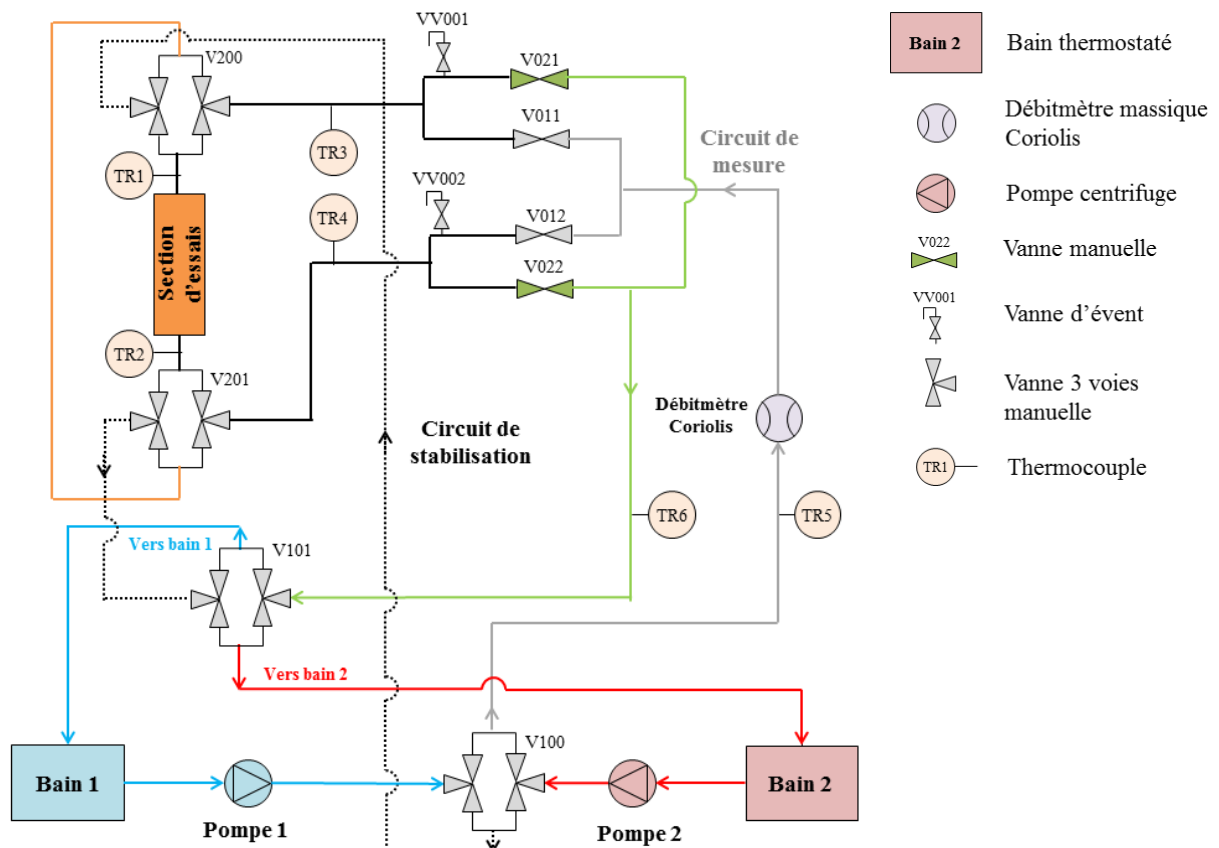 VV001
V200
V021
V011
TR3
TR1
Circuit de
mesure
VV002
TR4
V012
V022
Section
d'essais
TR2
V201
Débitmètre
Coriolis
Circuit de
stabilisation
TR6
TR5
Vers bain 1
V101
Vers bain 2
V100
Bain 1
Bain 2
Pompe 1
Pompe 2
Bain 2
Bain thermostaté
Débitmètre massique
Coriolis
Pompe centrifuge
V022
Vanne manuelle
VV001
Vanne d'évent
Vanne 3 voies
manuelle
TR1
Thermocouple